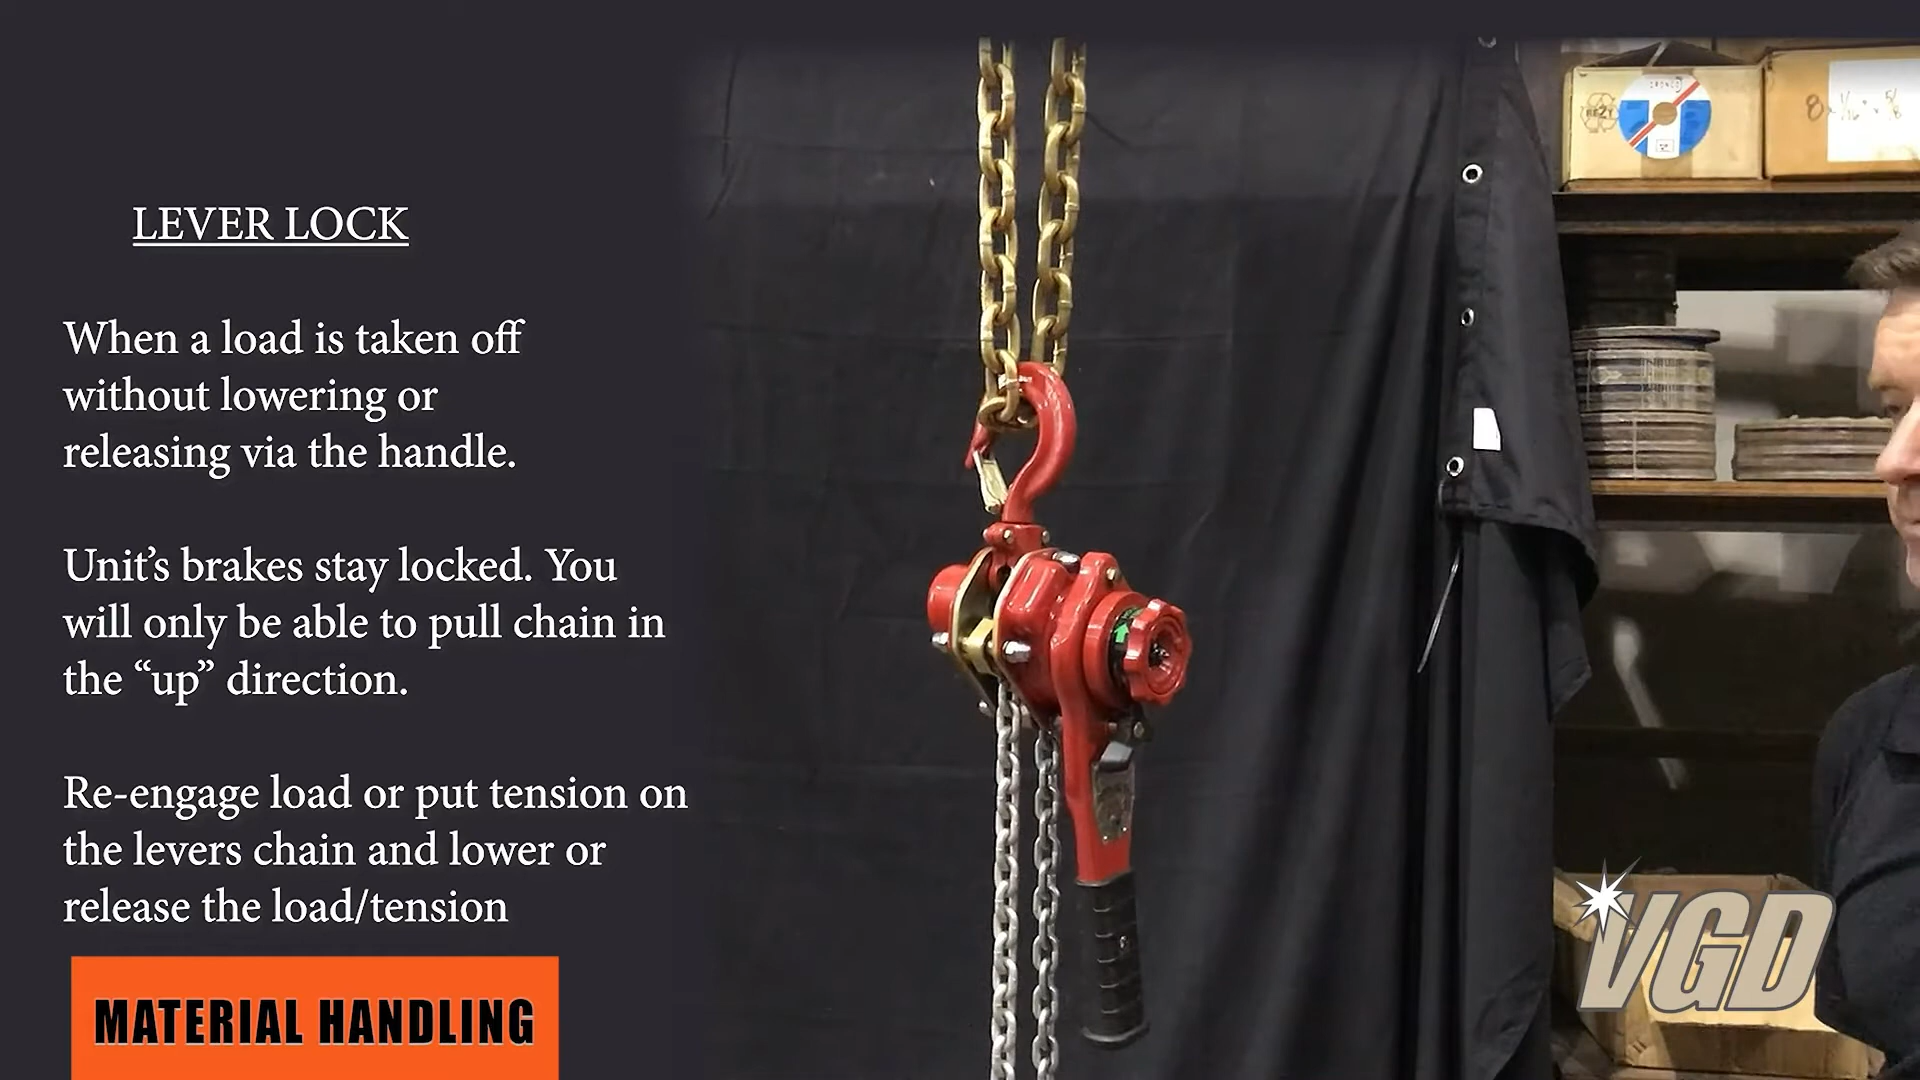 LEVER LOCK
When a load is taken off
without lowering or
releasing via the handle.
Unit’s brakes stay locked. You
will only be able to pull chain in
the “up” direction.
Re-engage load or put tension on
the levers chain and lower or
release the load/tension
MATERIAL HANDLING
VGD